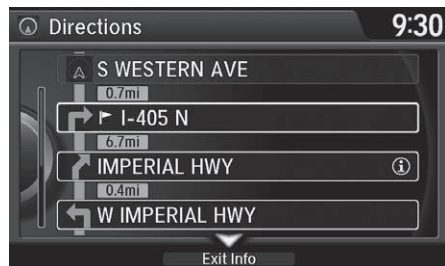 Directions 9:30
S WESTERN AVE
0.7mi
I-405 N
6.7mi
IMPERIAL HWY
0.4mi
W IMPERIAL HWY
Exit Info